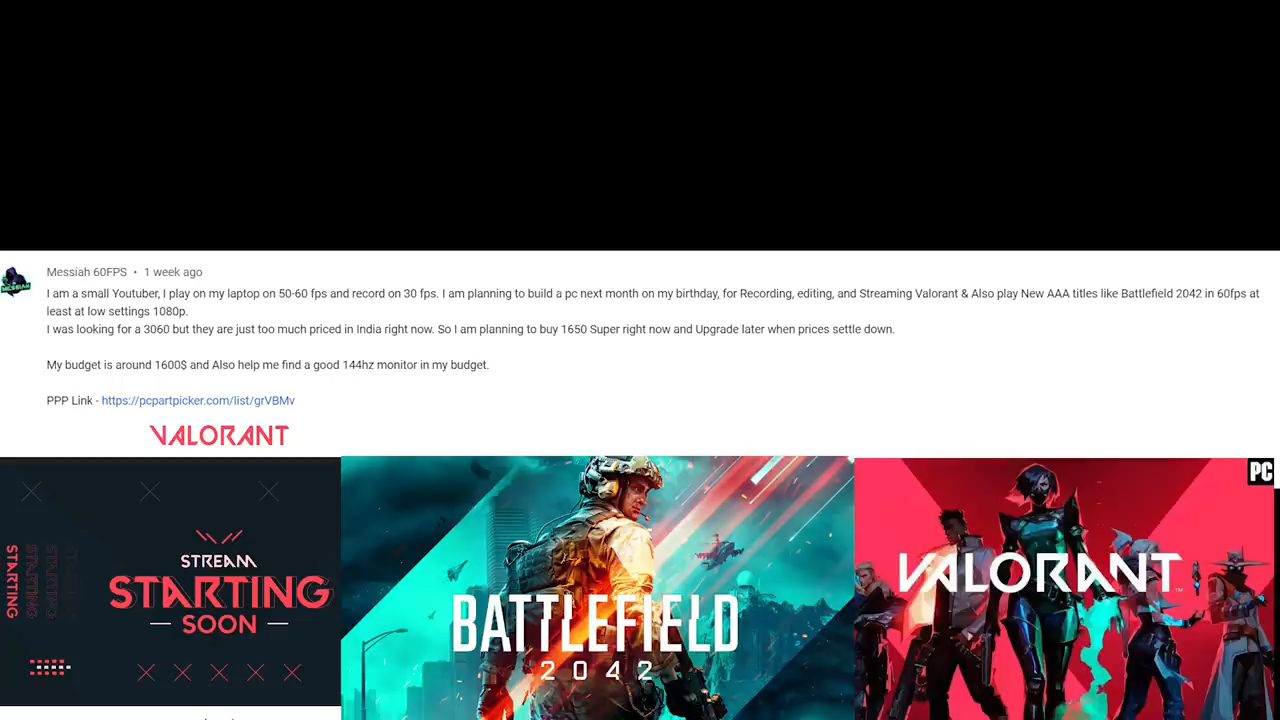 Messiah 60FPS • 1 week ago
I am a small Youtuber, I play on my laptop on 50-60 fps and record on 30 fps. I am planning to build a pc next month on my birthday, for Recording, editing, and Streaming Valorant & Also play New AAA titles like Battlefield 2042 in 60fps at
least at low settings 1080p.
I was looking for a 3060 but they are just too much priced in India right now. So I am planning to buy 1650 Super right now and Upgrade later when prices settle down.
My budget is around 1600$ and Also help me find a good 144hz monitor in my budget.
PPP Link - https://pcpartpicker.com/list/grVBMv
VALORANT
STARTING
STARTING
STARTING
STARTING
STREAM
STARTING
SOON
BATTLEFIELD
2042
PC
VALORANT™